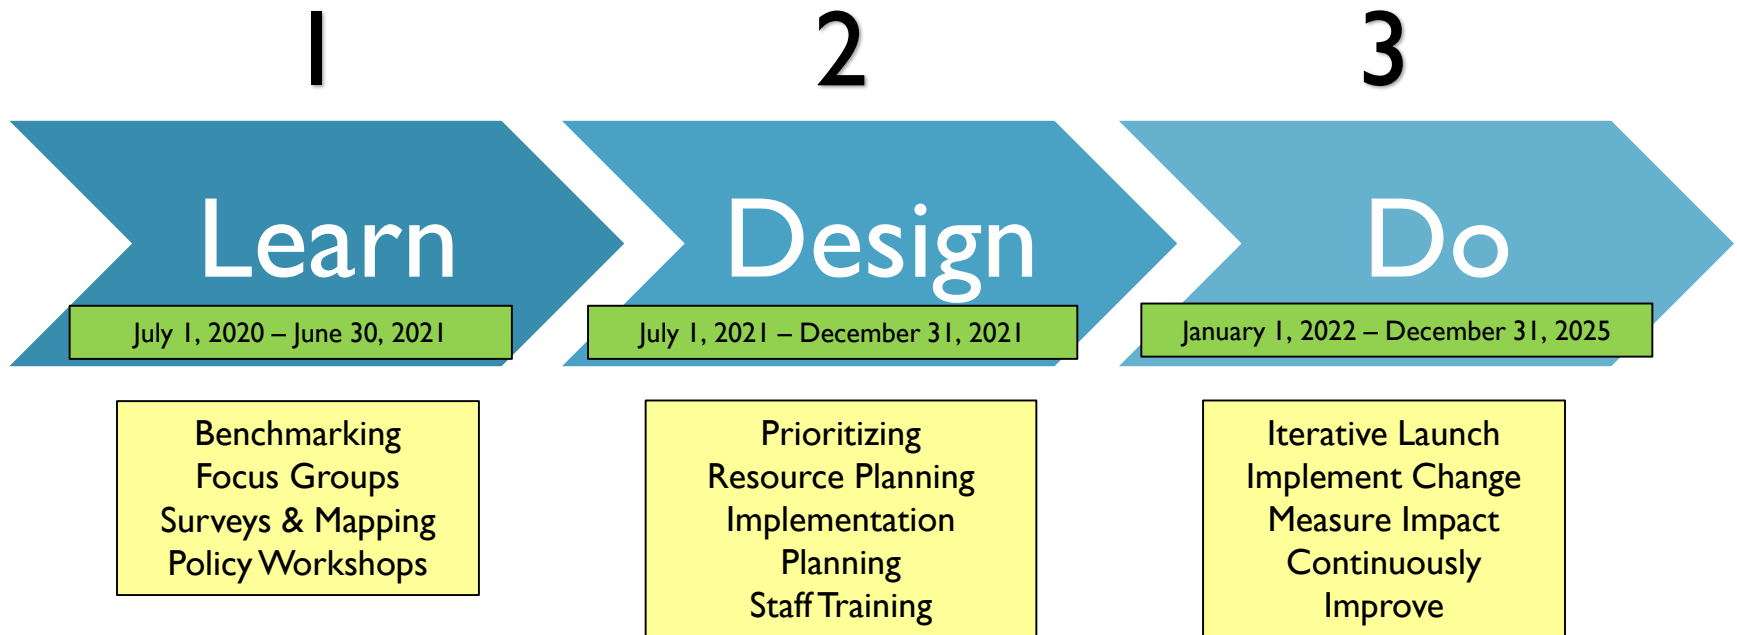 1
2
3
Learn
July 1, 2020 – June 30, 2021
Design
July 1, 2021 – December 31, 2021
Do
January 1, 2022 – December 31, 2025
Benchmarking
Focus Groups
Surveys & Mapping
Policy Workshops
Prioritizing
Resource Planning
Implementation
Planning
Staff Training
Iterative Launch
Implement Change
Measure Impact
Continuously
Improve